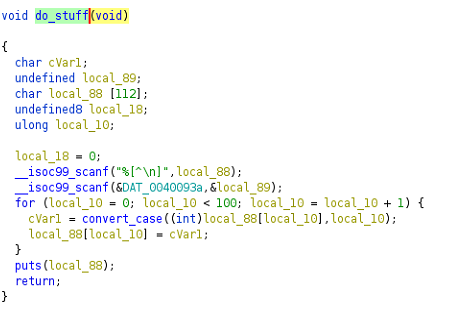 void do_stuff(void)
{
char cVar1;
undefined local_89;
char local_88 [112];
undefined8 local_18;
ulong local_10;
local_18 = 0;
__isoc99_scanf("%[^\n]",local_88);
__isoc99_scanf(&DAT_0040093a,&local_89);
for (local_10 = 0; local_10 < 100; local_10 = local_10 + 1) {
cVar1 = convert_case((int)local_88[local_10],local_10);
local_88[local_10] = cVar1;
}
puts(local_88);
return;
}